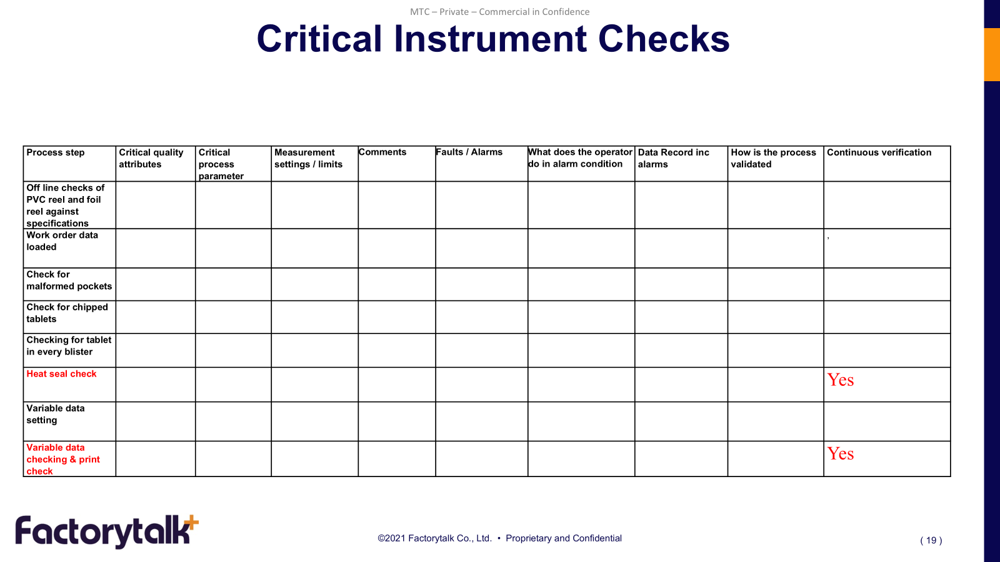 MTC – Private – Commercial in Confidence
Critical Instrument Checks
Process step
Critical quality
attributes
Critical
process
parameter
Measurement
settings / limits
Comments
Faults / Alarms
What does the operator
do in alarm condition
Data Record inc
alarms
How is the process
validated
Continuous verification
Off line checks of
PVC reel and foil
reel against
specifications
Work order data
loaded
,
Check for
malformed pockets
Check for chipped
tablets
Checking for tablet
in every blister
Heat seal check
Yes
Variable data
setting
Variable data
checking & print
check
Yes
Factorytalk+
©2021 Factorytalk Co., Ltd. • Proprietary and Confidential
( 19 )